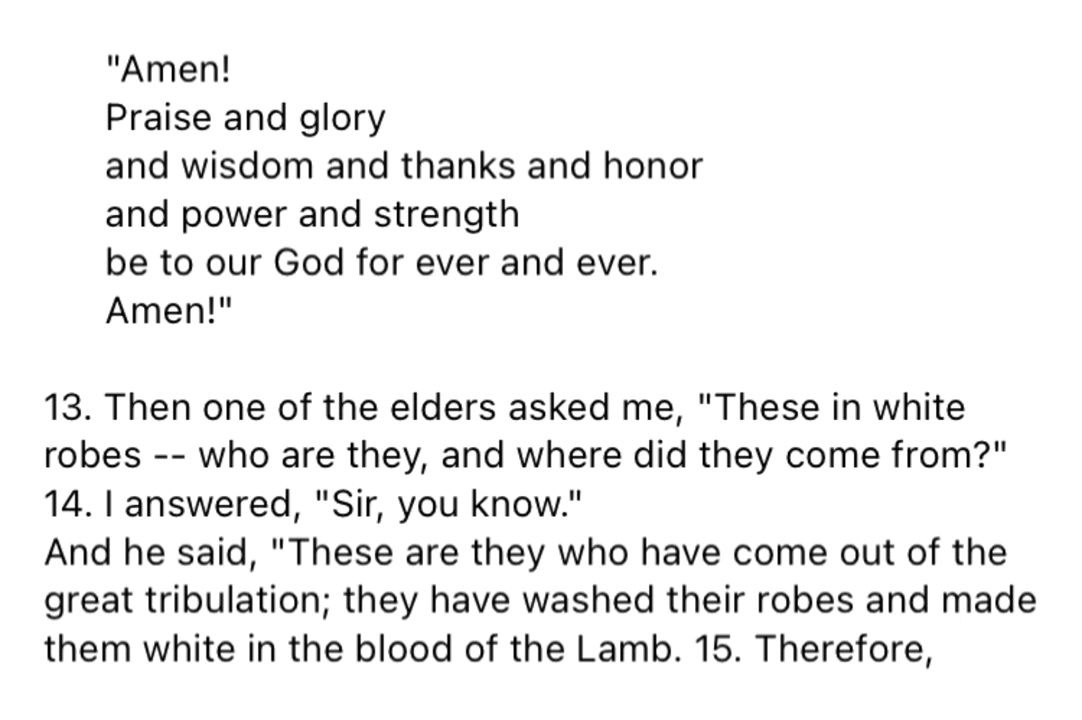 "Amen!
Praise and glory
and wisdom and thanks and honor
and power and strength
be to our God for ever and ever.
Amen!"
13. Then one of the elders asked me, "These in white
robes -- who are they, and where did they come from?"
14. I answered, "Sir, you know."
And he said, "These are they who have come out of the
great tribulation; they have washed their robes and made
them white in the blood of the Lamb. 15. Therefore,